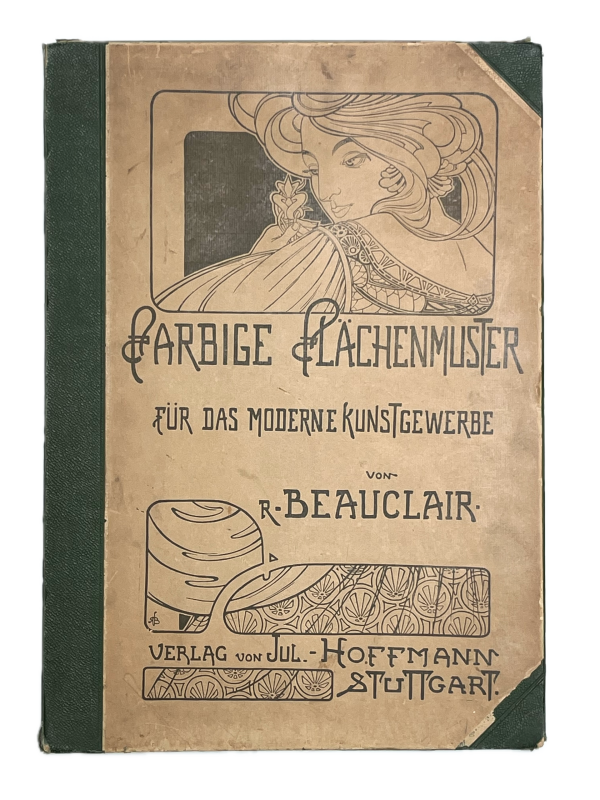 FARBIGE FLÄCHENMUSTER
FÜR DAS MODERNE KUNSTGEWERBE
VON
R. BEAUCLAIR.
VERLAG VON JUL. HOFFMANN
STUTTGART.